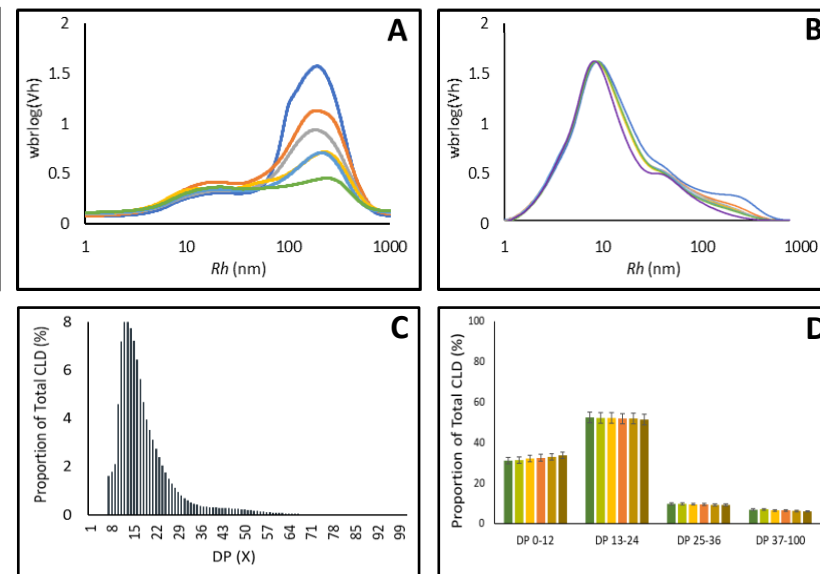 A
2
1.5
1
0.5
0
wbrlog(Vh)
1 10 100 1000
Rh (nm)
B
2
1.5
1
0.5
0
wbrlog(Vh)
1 10 100 1000
Rh (nm)
C
8
6
4
2
0
Proportion of Total CLD (%)
1 8 15 22 29 36 43 50 57 64 71 78 85 92 99
DP (X)
D
100
80
60
40
20
0
Proportion of Total CLD (%)
DP 0-12 DP 13-24 DP 25-36 DP 37-100